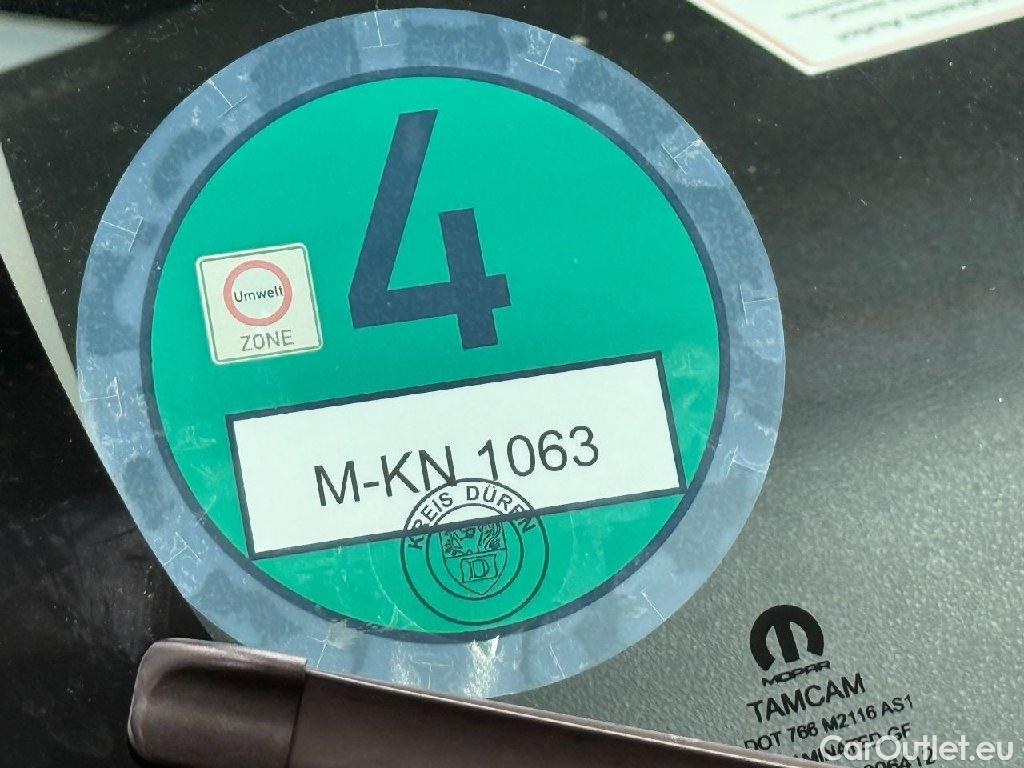 4
Umwelt
ZONE
M-KN 1063
KREIS DÜREN
D
MOPAR
TAMCAM
DOT 766 M2116 AS1
CarOutlet.eu